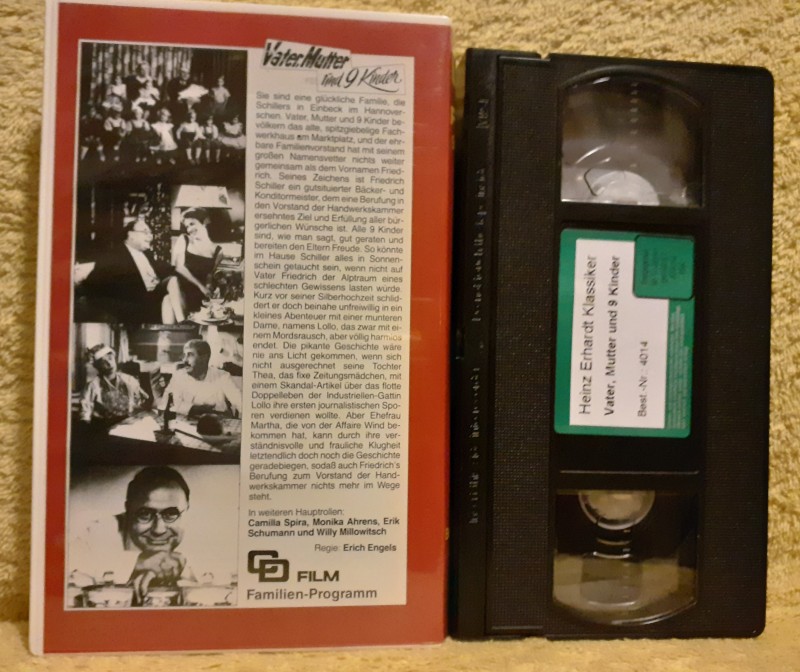 Vater, Mutter
und 9 Kinder
Sie sind eine glückliche Familie, die
Schillers in Einbeck im Hannover-
schen. Vater, Mutter und 9 Kinder be-
völkern das alte, spitzgiebelige Fach-
werkhaus am Marktplatz, und der ehr-
bare Familienvorstand hat mit seinem
großen Namensvetter nichts weiter
gemeinsam als dem Vornamen Fried-
rich. Seines Zeichens ist Friedrich
Schiller ein gutsituierter Bäcker- und
Konditormeister, dem eine Berufung in
den Vorstand der Handwerkskammer
ersehntes Ziel und Erfüllung aller bür-
gerlichen Wünsche ist. Alle 9 Kinder
sind, wie man sagt, gut geraten und
bereiten den Eltern Freude. So könnte
im Hause Schiller alles in Sonnen-
schein getaucht sein, wenn nicht auf
Vater Friedrich der Alptraum eines
schlechten Gewissens lasten würde.
Kurz vor seiner Silberhochzeit schlid-
dert er doch beinahe unfreiwillig in ein
kleines Abenteuer mit einer munteren
Dame, namens Lollo, das zwar mit ei-
nem Mordsrausch, aber völlig harmlos
endet. Die pikante Geschichte wäre
nie ans Licht gekommen, wenn sich
nicht ausgerechnet seine Tochter
Thea, das fixe Zeitungsmädchen, mit
einem Skandal-Artikel über das flotte
Doppelleben der Industriellen-Gattin
Lollo ihre ersten journalistischen Spo-
ren verdienen wollte. Aber Ehefrau
Martha, die von der Affaire Wind be-
kommen hat, kann durch ihre ver-
ständnisvolle und frauliche Klugheit
letztendlich doch noch die Geschichte
geradebiegen, sodaß auch Friedrich's
Berufung zum Vorstand der Hand-
werkskammer nichts mehr im Wege
steht.
In weiteren Hauptrollen:
Camilla Spira, Monika Ahrens, Erik
Schumann und Willy Millowitsch
Regie: Erich Engels
FILM
Familien-Programm
Heinz Erhardt Klassiker
Vater, Mutter und 9 Kinder
Best.-Nr.: 4014